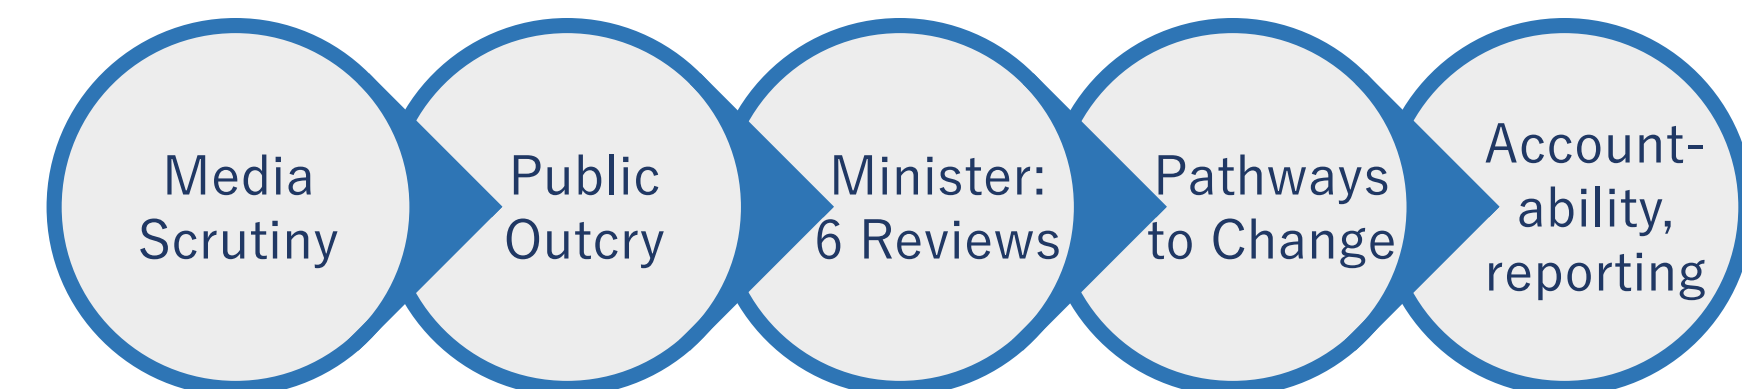 Media
Scrutiny
Public
Outcry
Minister:
6 Reviews
Pathways
to Change
Account-
ability,
reporting